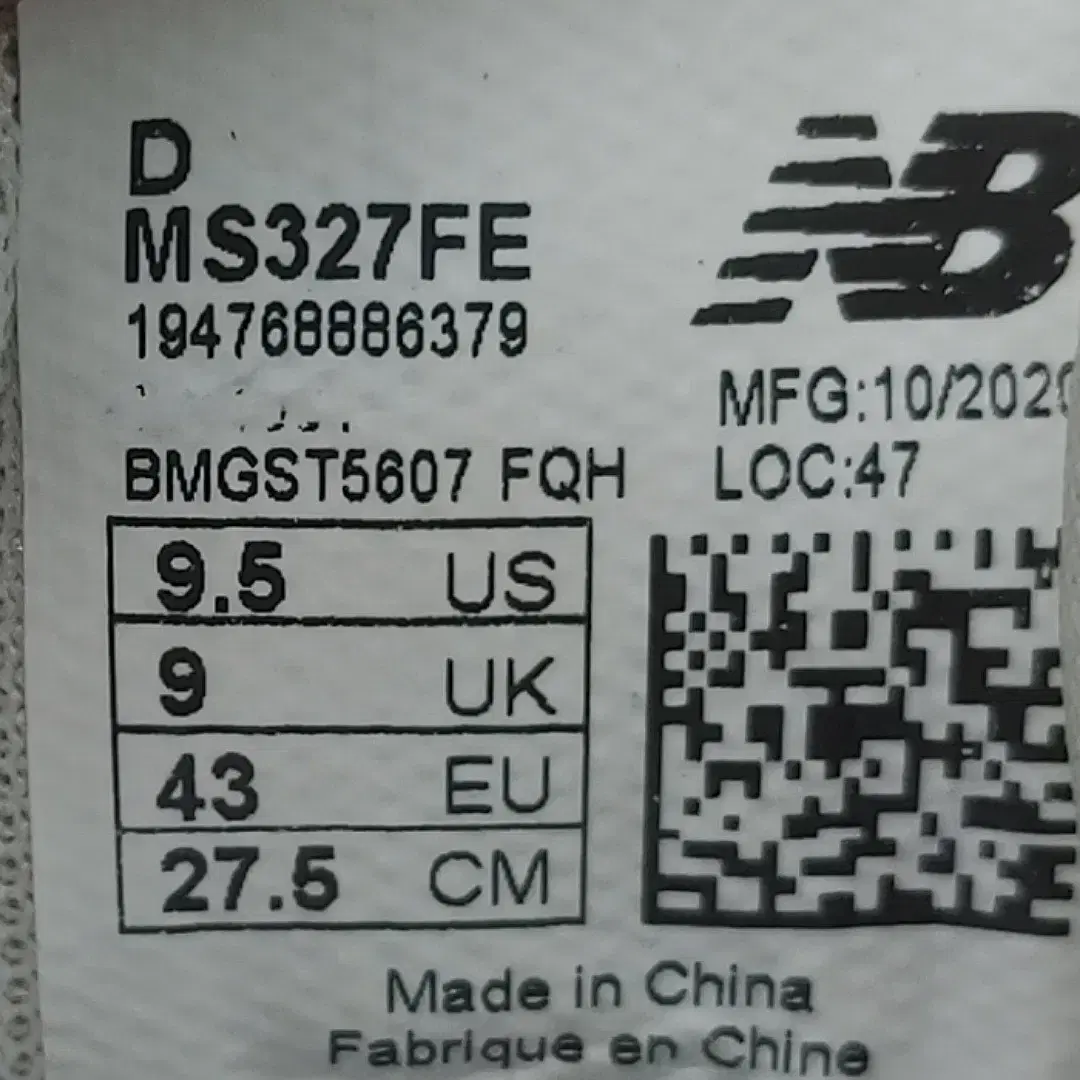 D
MS327FE
194768886379
BMGST5607 FQH
NB
MFG:10/2020
LOC:47
9.5 US
9 UK
43 EU
27.5 CM
Made in China
Fabrique en Chine